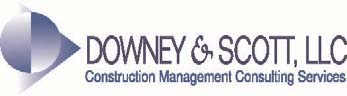 DOWNEY & SCOTT, LLC
Construction Management Consulting Services